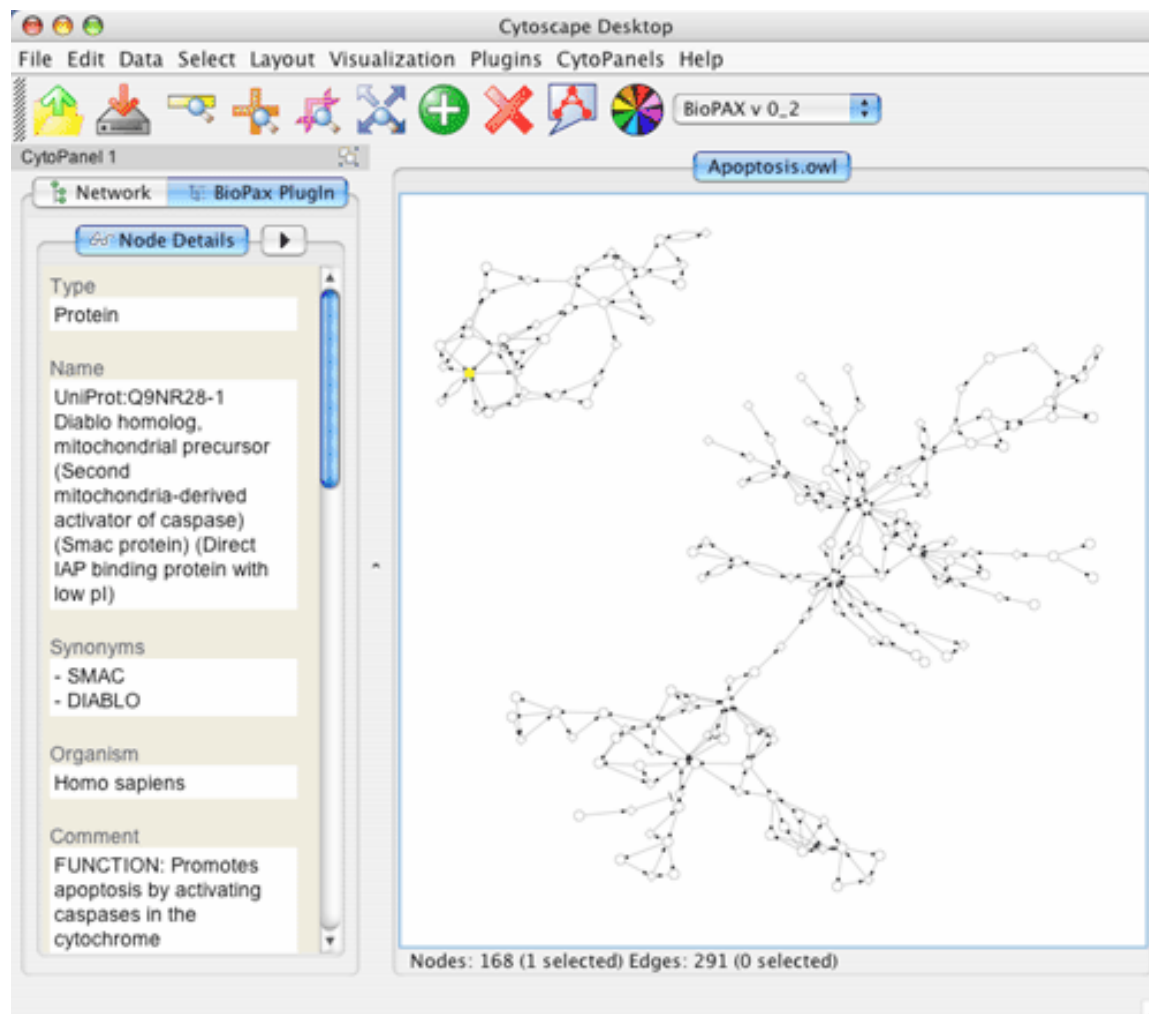 Cytoscape Desktop
File Edit Data Select Layout Visualization Plugins CytoPanels Help
BioPAX v 0_2
CytoPanel 1
Apoptosis.owl
Network
BioPax PlugIn
Node Details
Type
Protein
Name
UniProt:Q9NR28-1
Diablo homolog,
mitochondrial precursor
(Second
mitochondria-derived
activator of caspase)
(Smac protein) (Direct
IAP binding protein with
low pI)
Synonyms
- SMAC
- DIABLO
Organism
Homo sapiens
Comment
FUNCTION: Promotes
apoptosis by activating
caspases in the
cytochrome
Nodes: 168 (1 selected) Edges: 291 (0 selected)